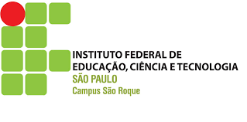 INSTITUTO FEDERAL DE
EDUCAÇÃO, CIÊNCIA E TECNOLOGIA
SÃO PAULO
Campus São Roque